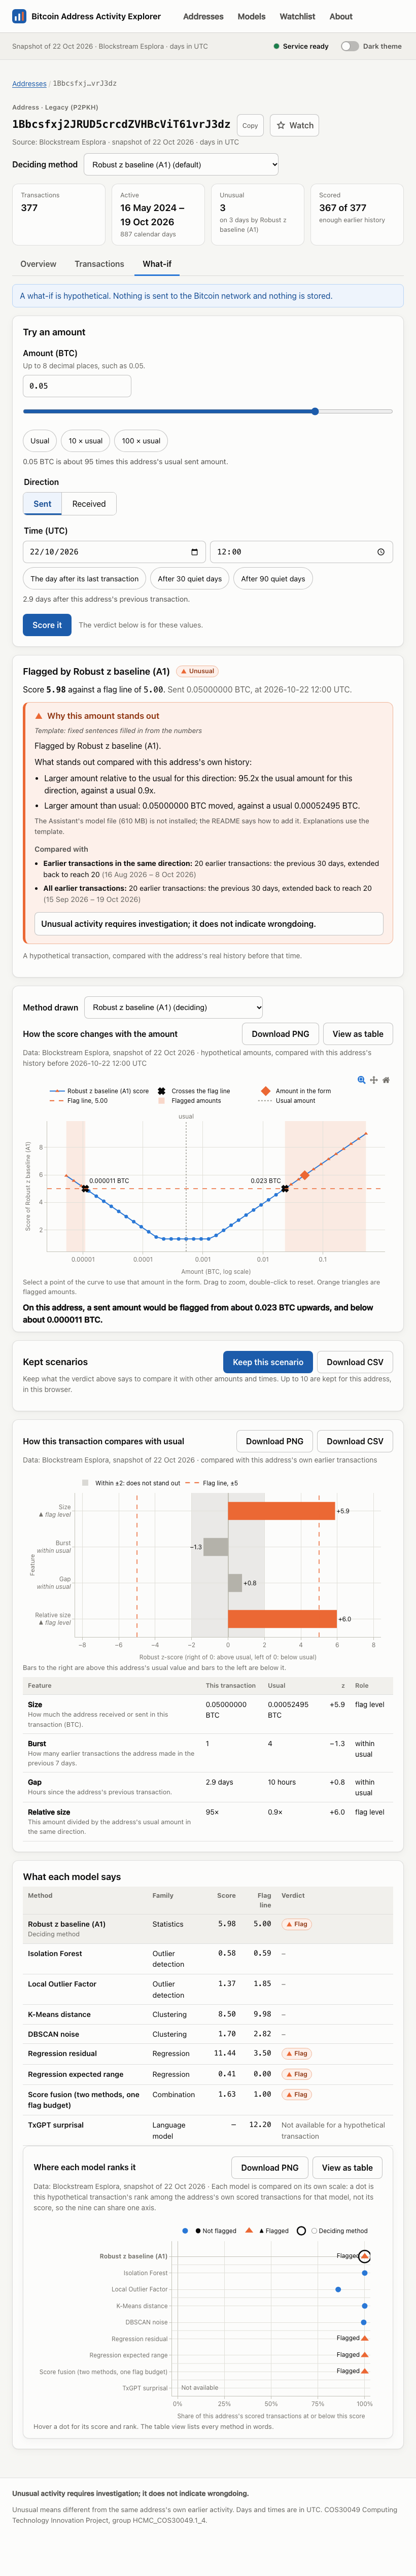 Bitcoin Address Activity Explorer
Addresses
Models
Watchlist
About
Snapshot of 22 Oct 2026 · Blockstream Esplora · days in UTC
Service ready
Dark theme
Addresses / 1Bbcsfxj…vrJ3dz
Address · Legacy (P2PKH)
1Bbcsfxj2JRUD5crcdZVHBcViT61vrJ3dz
Copy
Watch
Source: Blockstream Esplora · snapshot of 22 Oct 2026 · days in UTC
Deciding method
Robust z baseline (A1) (default)
Transactions
377
Active
16 May 2024 –
19 Oct 2026
887 calendar days
Unusual
3
on 3 days by Robust z
baseline (A1)
Scored
367 of 377
enough earlier history
Overview
Transactions
What-if
A what-if is hypothetical. Nothing is sent to the Bitcoin network and nothing is stored.
Try an amount
Amount (BTC)
Up to 8 decimal places, such as 0.05.
0.05
Usual
10 × usual
100 × usual
0.05 BTC is about 95 times this address's usual sent amount.
Direction
Sent
Received
Time (UTC)
22/10/2026
12:00
The day after its last transaction
After 30 quiet days
After 90 quiet days
2.9 days after this address's previous transaction.
Score it
The verdict below is for these values.
Flagged by Robust z baseline (A1)
Unusual
Score 5.98 against a flag line of 5.00. Sent 0.05000000 BTC, at 2026-10-22 12:00 UTC.
Why this amount stands out
Template: fixed sentences filled in from the numbers
Flagged by Robust z baseline (A1).
What stands out compared with this address's own history:
• Larger amount relative to the usual for this direction: 95.2x the usual amount for this
direction, against a usual 0.9x.
• Larger amount than usual: 0.05000000 BTC moved, against a usual 0.00052495 BTC.
The Assistant's model file (610 MB) is not installed; the README says how to add it. Explanations use the
template.
Compared with
• Earlier transactions in the same direction: 20 earlier transactions: the previous 30 days, extended
back to reach 20 (16 Aug 2026 – 8 Oct 2026)
• All earlier transactions: 20 earlier transactions: the previous 30 days, extended back to reach 20
(15 Sep 2026 – 19 Oct 2026)
Unusual activity requires investigation; it does not indicate wrongdoing.
A hypothetical transaction, compared with the address's real history before that time.
Method drawn
Robust z baseline (A1) (deciding)
How the score changes with the amount
Download PNG
View as table
Data: Blockstream Esplora, snapshot of 22 Oct 2026 · hypothetical amounts, compared with this address's
history before 2026-10-22 12:00 UTC
Robust z baseline (A1) score
Crosses the flag line
Amount in the form
Flag line, 5.00
Flagged amounts
Usual amount
usual
0.000011 BTC
0.023 BTC
Score of Robust z baseline (A1)
8
6
4
2
0.00001
0.0001
0.001
0.01
0.1
Amount (BTC, log scale)
Select a point of the curve to use that amount in the form. Drag to zoom, double-click to reset. Orange triangles are
flagged amounts.
On this address, a sent amount would be flagged from about 0.023 BTC upwards, and below
about 0.000011 BTC.
Kept scenarios
Keep this scenario
Download CSV
Keep what the verdict above says to compare it with other amounts and times. Up to 10 are kept for this address,
in this browser.
How this transaction compares with usual
Download PNG
Download CSV
Data: Blockstream Esplora, snapshot of 22 Oct 2026 · compared with this address's own earlier transactions
Within ±2: does not stand out
Flag line, ±5
Feature
Size
▲ flag level
+5.9
Burst
within usual
−1.3
Gap
within usual
+0.8
Relative size
▲ flag level
+6.0
−8
−6
−4
−2
0
2
4
6
8
Robust z-score (right of 0: above usual, left of 0: below usual)
Bars to the right are above this address's usual value and bars to the left are below it.
Feature
This transaction
Usual
z
Role
Size
How much the address received or sent in this
transaction (BTC).
0.05000000
BTC
0.00052495
BTC
+5.9
flag level
Burst
How many earlier transactions the address made in the
previous 7 days.
1
4
−1.3
within
usual
Gap
Hours since the address's previous transaction.
2.9 days
10 hours
+0.8
within
usual
Relative size
This amount divided by the address's usual amount in
the same direction.
95×
0.9×
+6.0
flag level
What each model says
Method
Family
Score
Flag
line
Verdict
Robust z baseline (A1)
Deciding method
Statistics
5.98
5.00
Flag
Isolation Forest
Outlier
detection
0.58
0.59
–
Local Outlier Factor
Outlier
detection
1.37
1.85
–
K-Means distance
Clustering
8.50
9.98
–
DBSCAN noise
Clustering
1.70
2.82
–
Regression residual
Regression
11.44
3.50
Flag
Regression expected range
Regression
0.41
0.00
Flag
Score fusion (two methods, one
flag budget)
Combination
1.63
1.00
Flag
TxGPT surprisal
Language
model
–
12.20
Not available for a hypothetical
transaction
Where each model ranks it
Download PNG
View as table
Data: Blockstream Esplora, snapshot of 22 Oct 2026 · Each model is compared on its own scale: a dot is
this hypothetical transaction's rank among the address's own scored transactions for that model, not its
score, so the nine can share one axis.
Not flagged
Flagged
Deciding method
Robust z baseline (A1)
Flagged
Isolation Forest
Local Outlier Factor
K-Means distance
DBSCAN noise
Regression residual
Flagged
Regression expected range
Flagged
Score fusion (two methods, one flag budget)
Flagged
TxGPT surprisal
Not available
0%
25%
50%
75%
100%
Share of this address's scored transactions at or below this score
Hover a dot for its score and rank. The table view lists every method in words.
Unusual activity requires investigation; it does not indicate wrongdoing.
Unusual means different from the same address's own earlier activity. Days and times are in UTC. COS30049 Computing
Technology Innovation Project, group HCMC_COS30049.1_4.